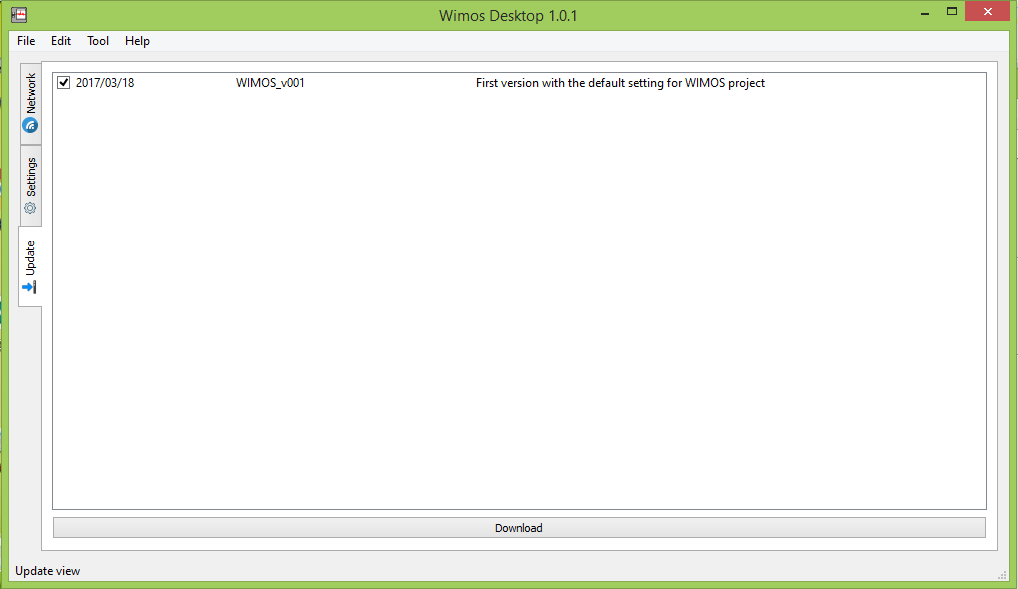 Wimos Desktop 1.0.1
File Edit Tool Help
Network
Settings
Update
2017/03/18 WIMOS_v001 First version with the default setting for WIMOS project
Download
Update view